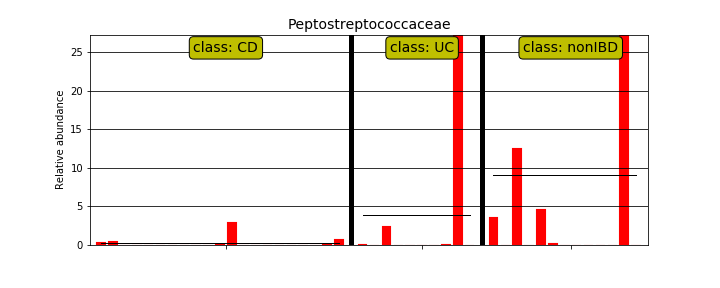 Peptostreptococcaceae
class: CD
class: UC
class: nonIBD
Relative abundance
25
20
15
10
5
0